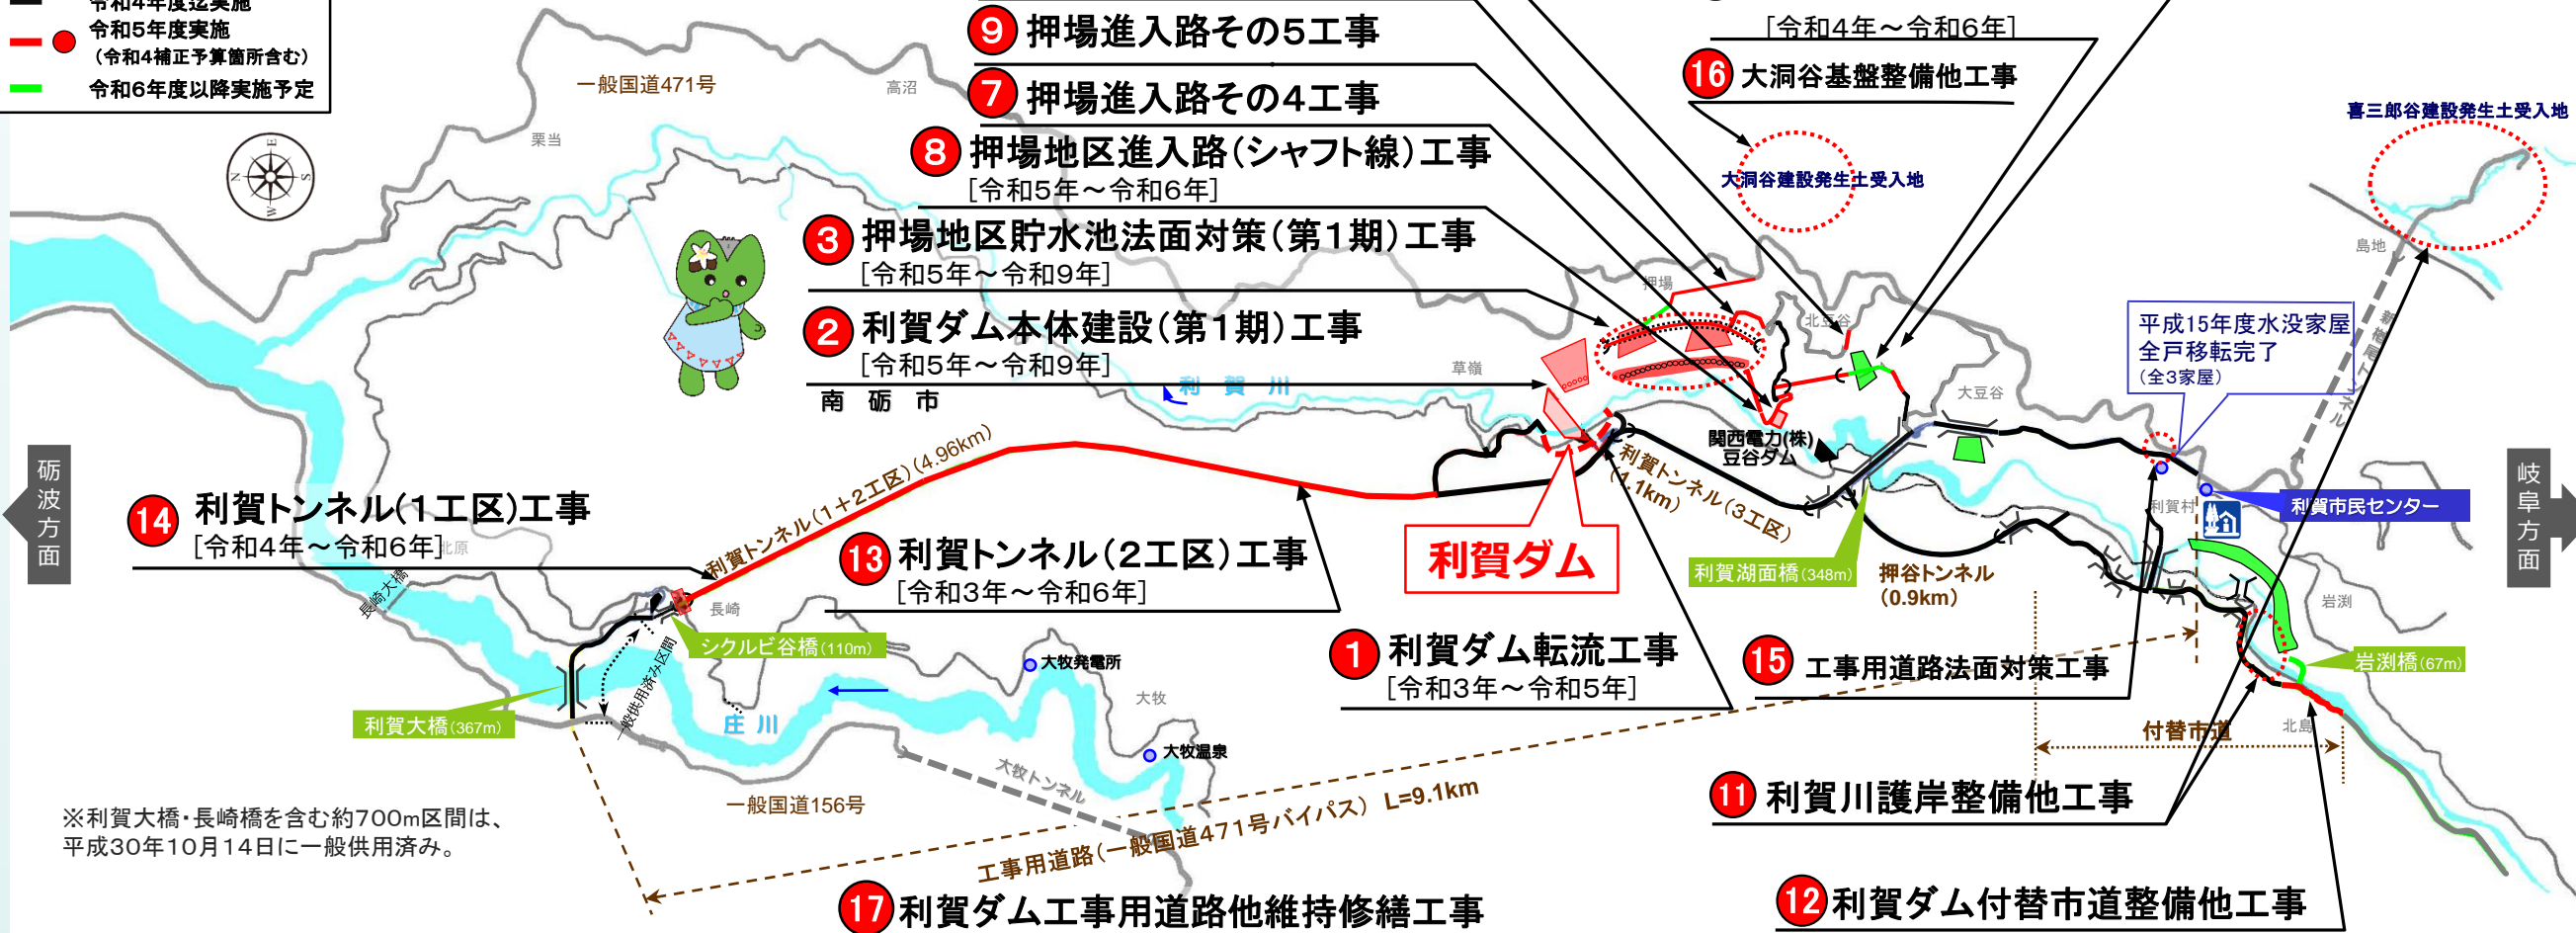 令和4年度迄実施
令和5年度実施
（令和4補正予算箇所含む）
令和6年度以降実施予定
一般国道471号
高沼
栗当
N
E
S
W
⑨ 押場進入路その5工事
⑦ 押場進入路その4工事
⑧ 押場地区進入路（シャフト線）工事
[令和5年～令和6年]
③ 押場地区貯水池法面対策（第1期）工事
[令和5年～令和9年]
② 利賀ダム本体建設（第1期）工事
[令和5年～令和9年]
南砺市
[令和4年～令和6年]
⑯ 大洞谷基盤整備他工事
大洞谷建設発生土受入地
喜三郎谷建設発生土受入地
島地
押場
北豆谷
草嶺
利賀川
大豆谷
平成15年度水没家屋
全戸移転完了
（全3家屋）
関西電力(株)
豆谷ダム
利賀村
利賀市民センター
砺波方面
岐阜方面
⑭ 利賀トンネル(1工区)工事
[令和4年～令和6年]
北原
利賀トンネル(1＋2工区)(4.96km)
⑬ 利賀トンネル(2工区)工事
[令和3年～令和6年]
利賀ダム
利賀トンネル(3工区)
(1.1km)
利賀湖面橋(348m)
押谷トンネル
(0.9km)
岩渕
長崎大橋
長崎
シクルビ谷橋(110m)
一般供用済み区間
大牧発電所
大牧
① 利賀ダム転流工事
[令和3年～令和5年]
⑮ 工事用道路法面対策工事
岩渕橋(67m)
利賀大橋(367m)
庄川
大牧温泉
大牧トンネル
付替市道
北島
一般国道156号
※利賀大橋・長崎橋を含む約700m区間は、
平成30年10月14日に一般供用済み。
工事用道路(一般国道471号バイパス) L=9.1km
⑪ 利賀川護岸整備他工事
⑰ 利賀ダム工事用道路他維持修繕工事
⑫ 利賀ダム付替市道整備他工事